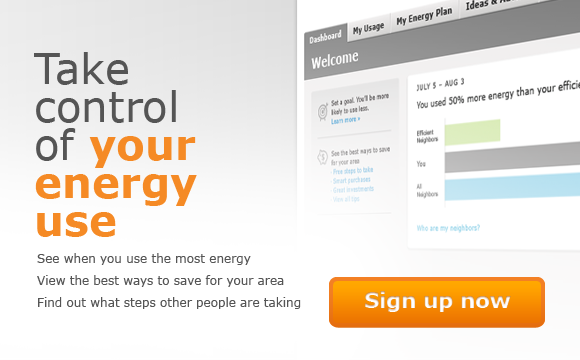 Take
control
of your
energy
use
See when you use the most energy
View the best ways to save for your area
Find out what steps other people are taking
Dashboard
My Usage
My Energy Plan
Ideas &
Welcome
Set a goal. You'll be more
likely to use less.
Learn more »
See the best ways to save
for your area
Free steps to take
Smart purchases
Great investments
View all tips
JULY 5 - AUG 3
You used 50% more energy than your
Efficient
Neighbors
You
All
Neighbors
Who are my neighbors?
Sign up now